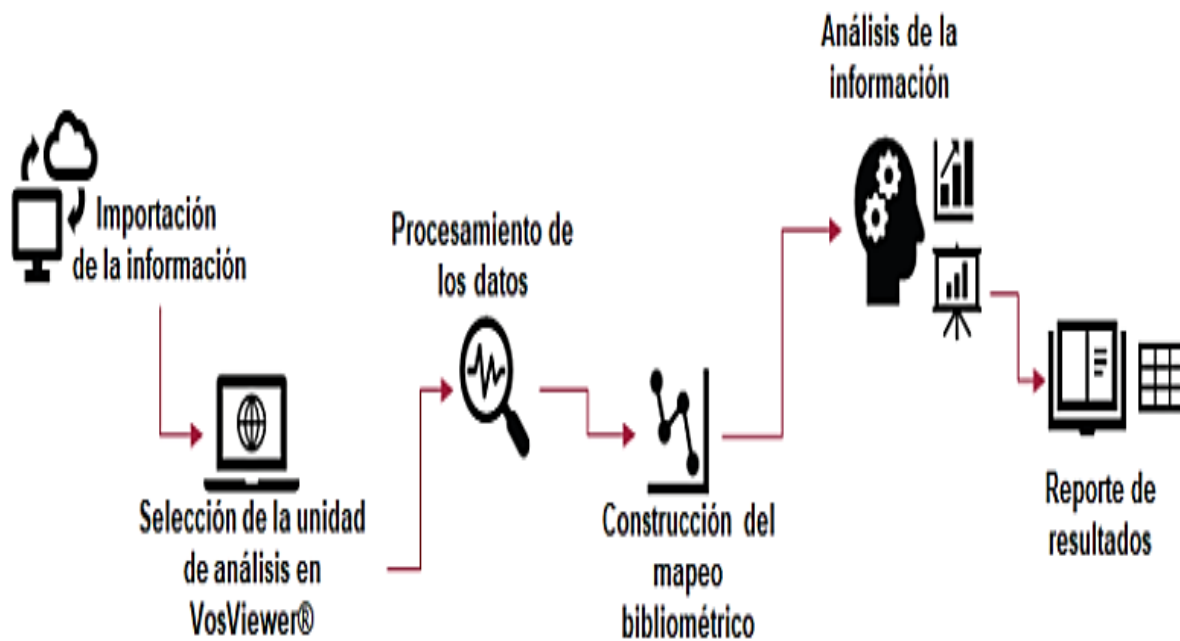 Importación
de la información
Selección de la unidad
de análisis en
VosViewer®
Procesamiento de
los datos
Construcción del
mapeo
bibliométrico
Análisis de la
información
Reporte de
resultados